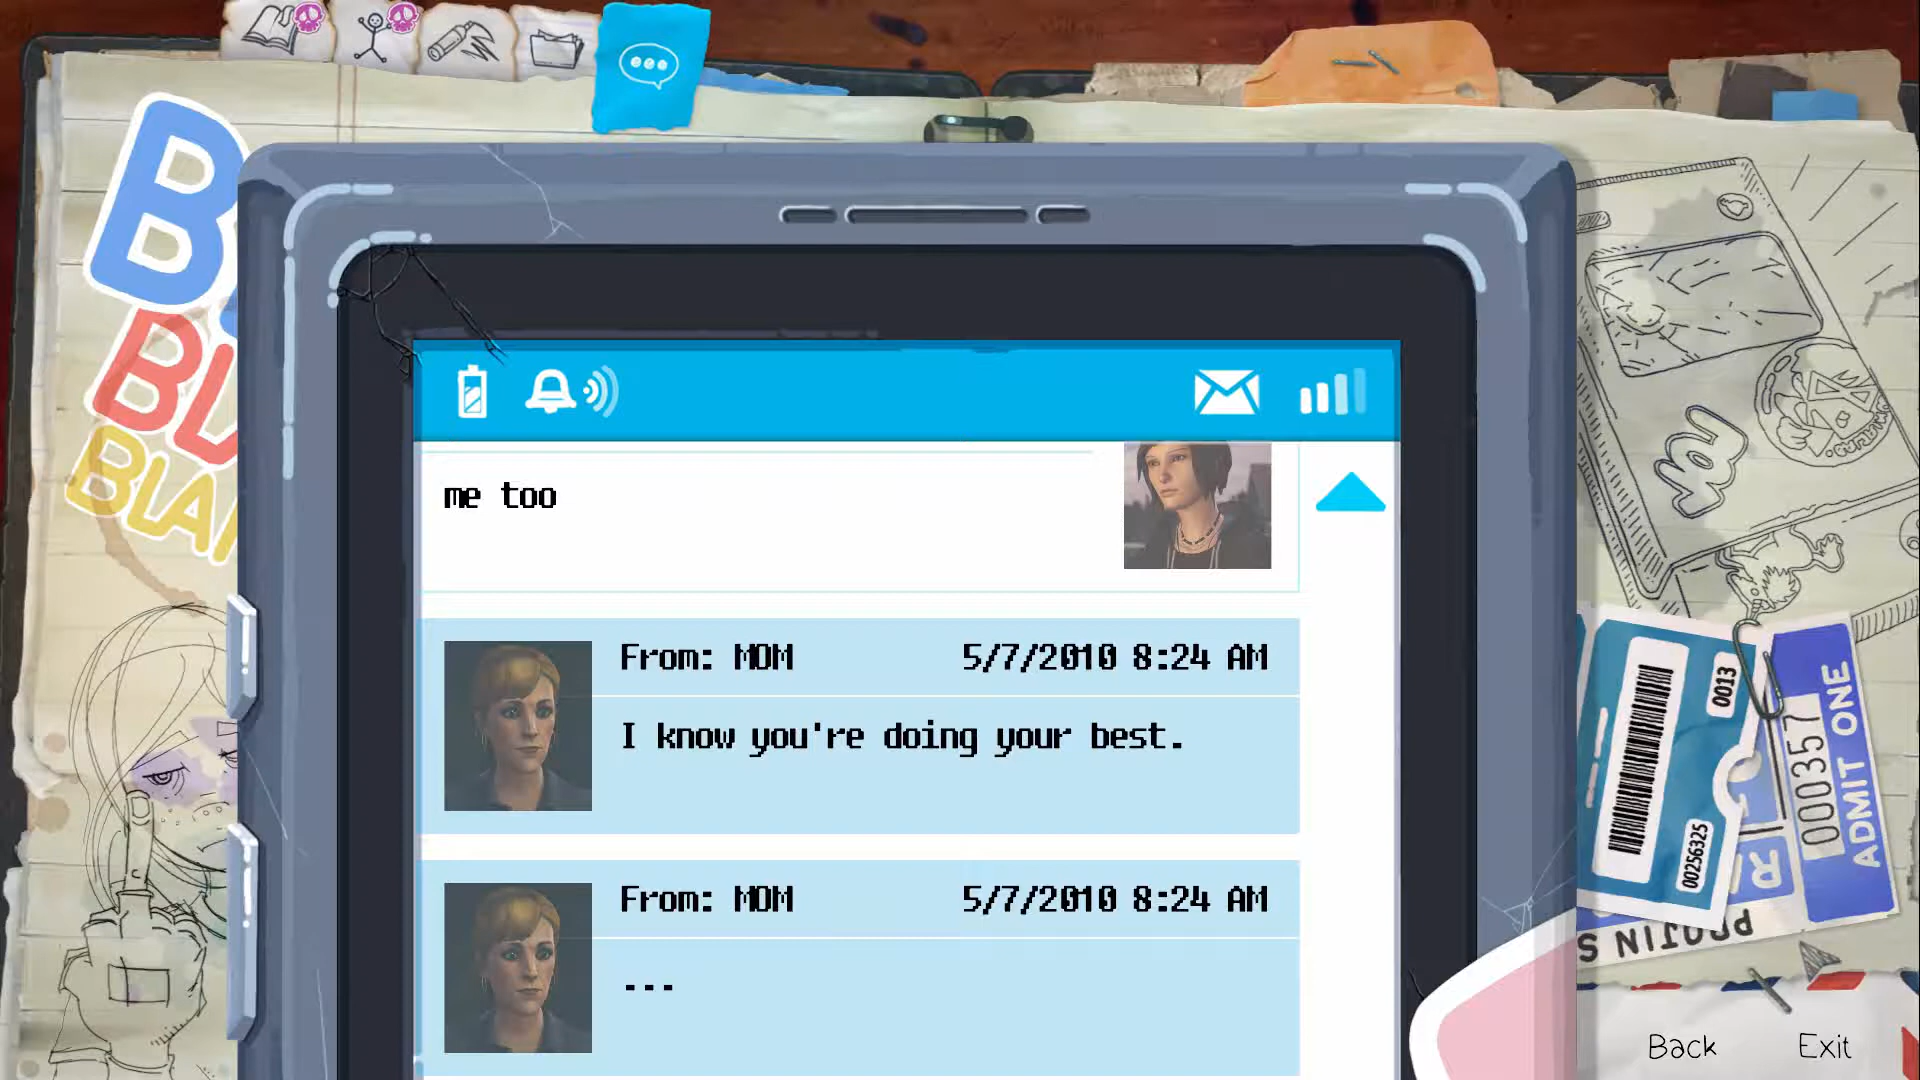 BLAH
me too
From: MOM 5/7/2010 8:24 AM
I know you're doing your best.
From: MOM 5/7/2010 8:24 AM
...
0013
00256325
000357
ADMIT ONE
Back Exit